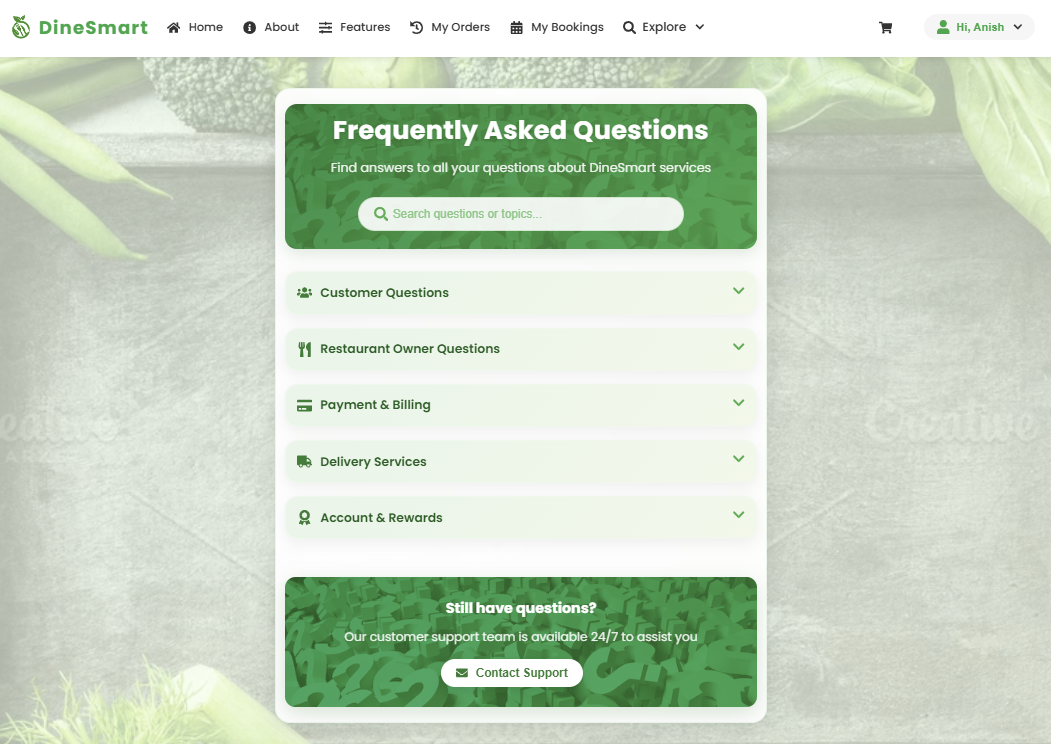 DineSmart Home About Features My Orders My Bookings Explore Hi, Anish
Frequently Asked Questions
Find answers to all your questions about DineSmart services
Search questions or topics...
Customer Questions
Restaurant Owner Questions
Payment & Billing
Delivery Services
Account & Rewards
Creative
Still have questions?
Our customer support team is available 24/7 to assist you
Contact Support